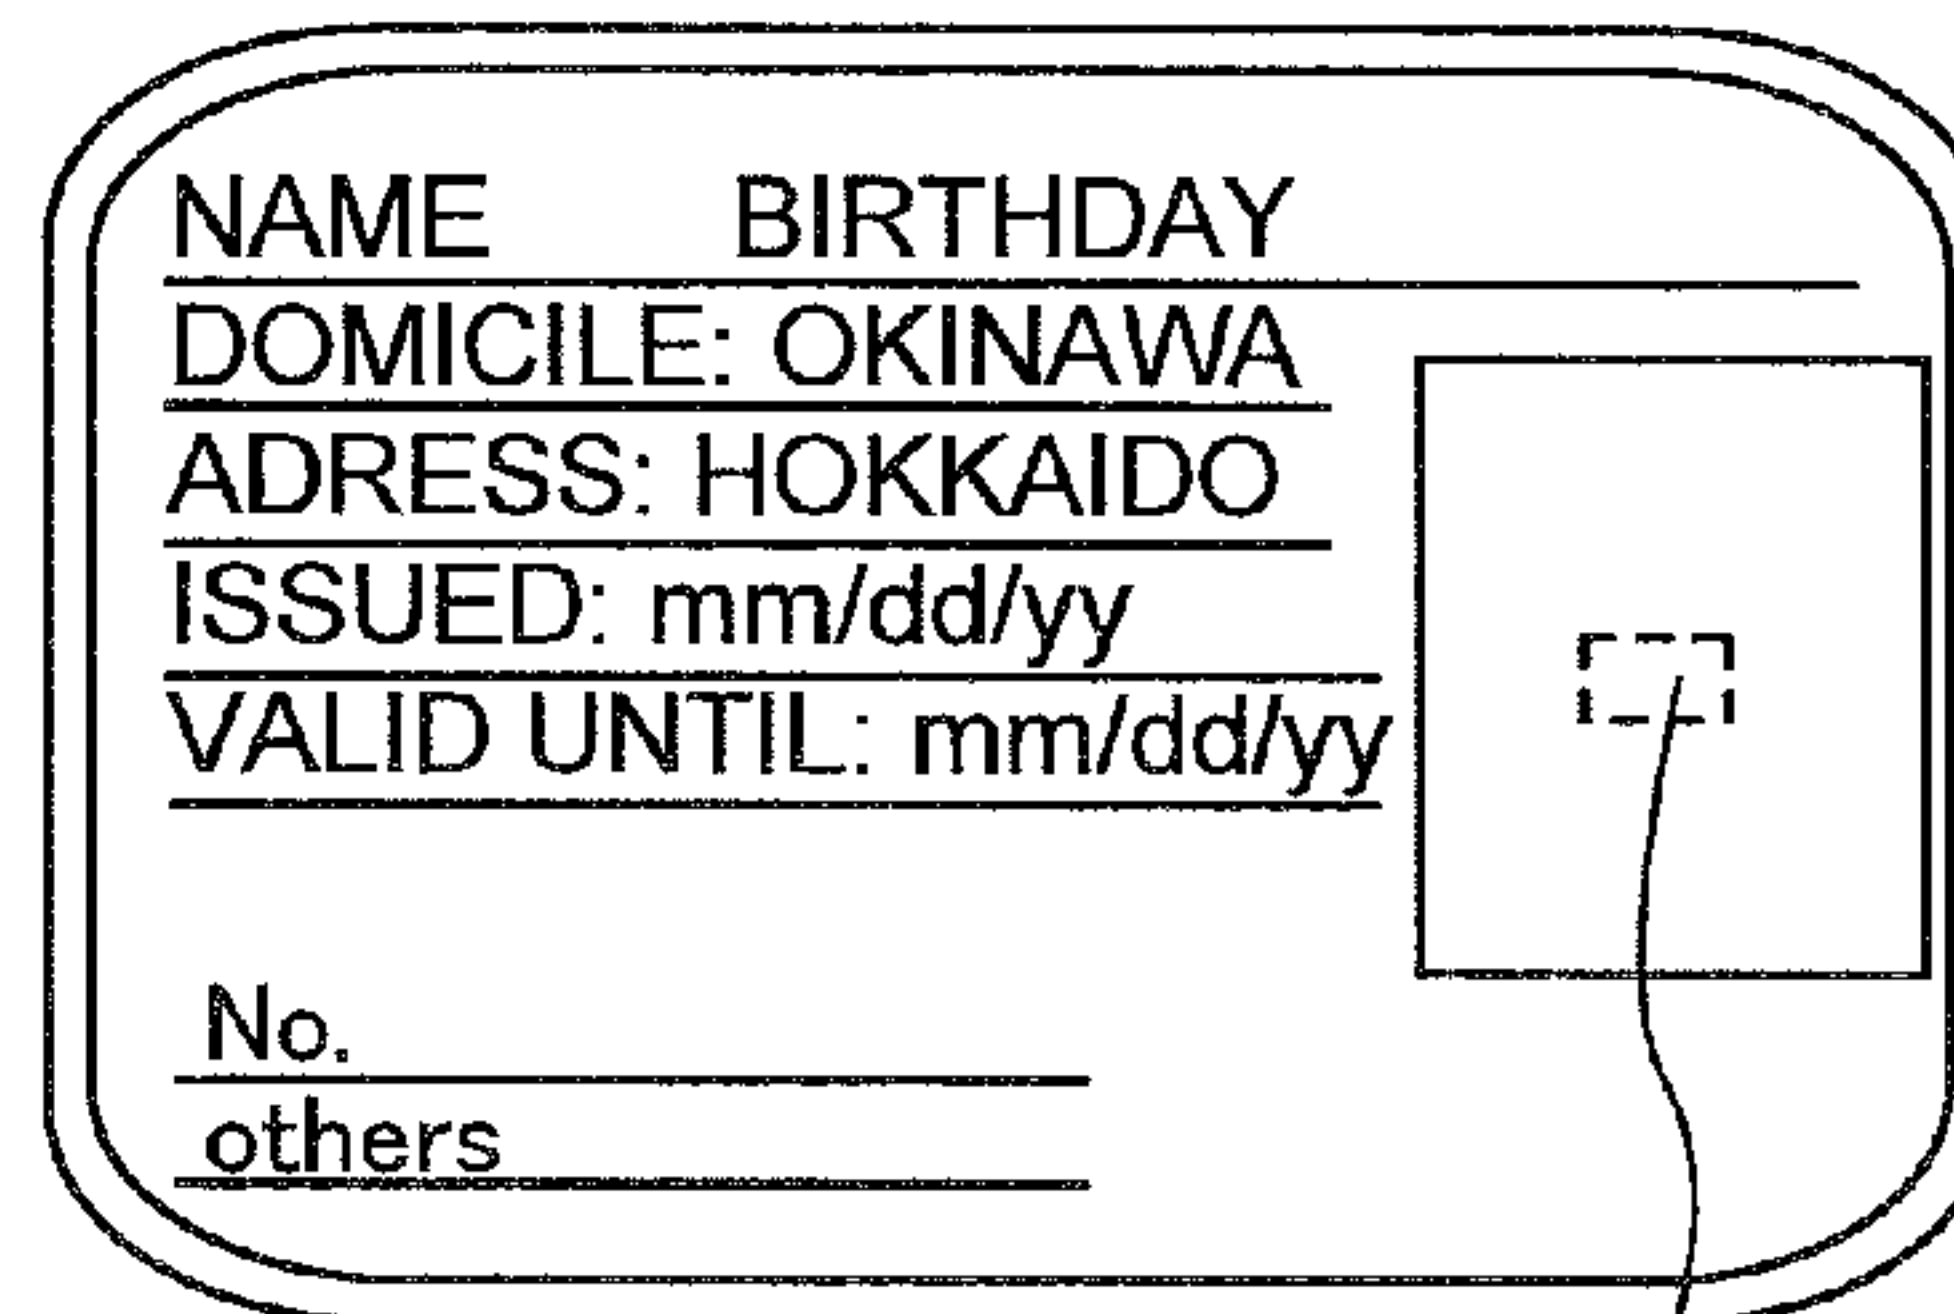 NAME BIRTHDAY
DOMICILE: OKINAWA
ADRESS: HOKKAIDO
ISSUED: mm/dd/yy
VALID UNTIL: mm/dd/yy
No.
others